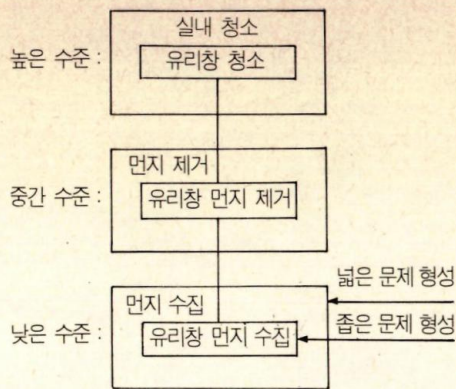 실내 청소
높은 수준 :
유리창 청소
먼지 제거
중간 수준 :
유리창 먼지 제거
넓은 문제 형성
먼지 수집
좁은 문제 형성
낮은 수준 :
유리창 먼지 수집